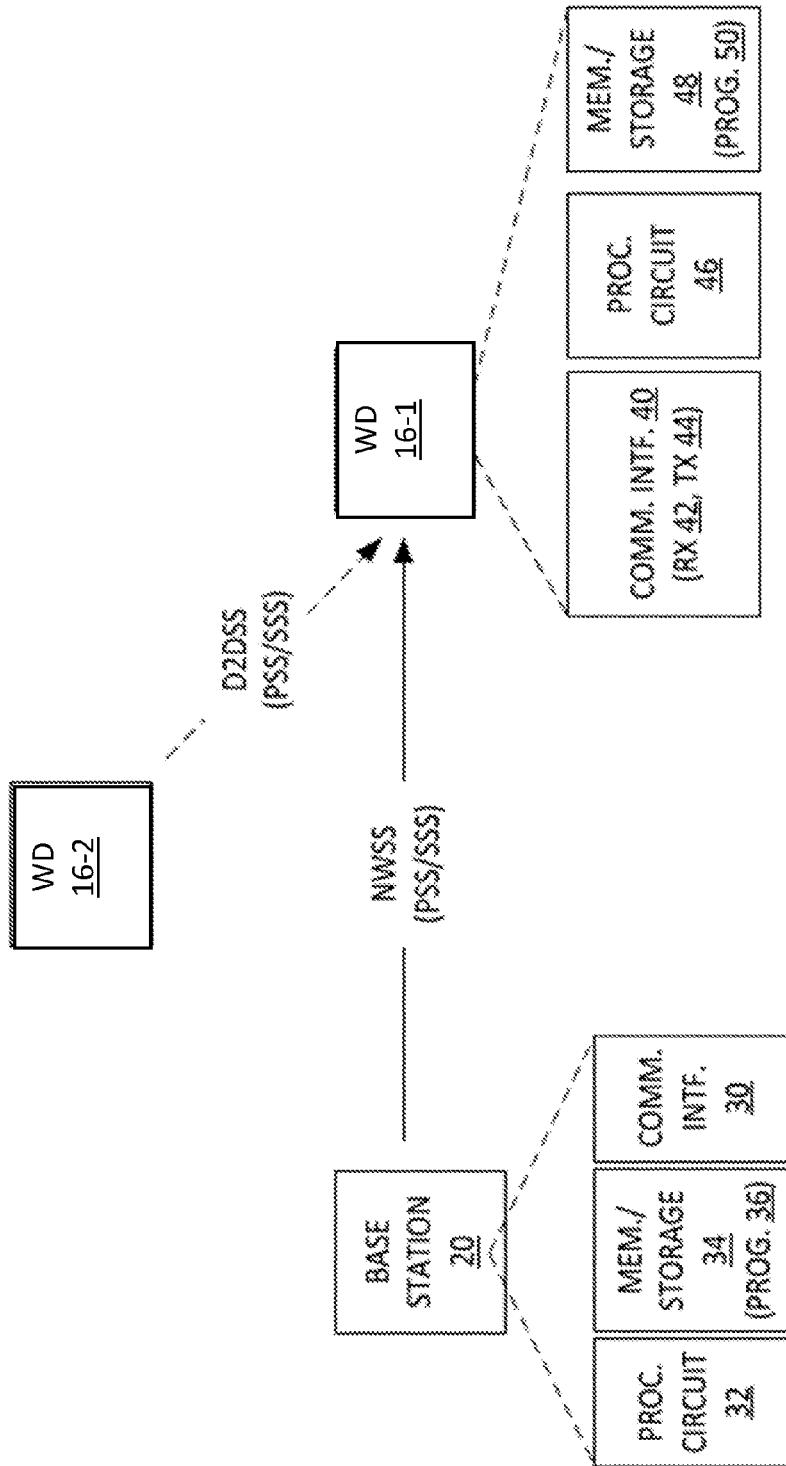 WD
16-2
D2DSS
(PSS/SSS)
NWSS
(PSS/SSS)
BASE
STATION
20
WD
16-1
PROC.
CIRCUIT
32
MEM./
STORAGE
34
(PROG. 36)
COMM.
INTF.
30
COMM. INTF. 40
(RX 42, TX 44)
PROC.
CIRCUIT
46
MEM./
STORAGE
48
(PROG. 50)